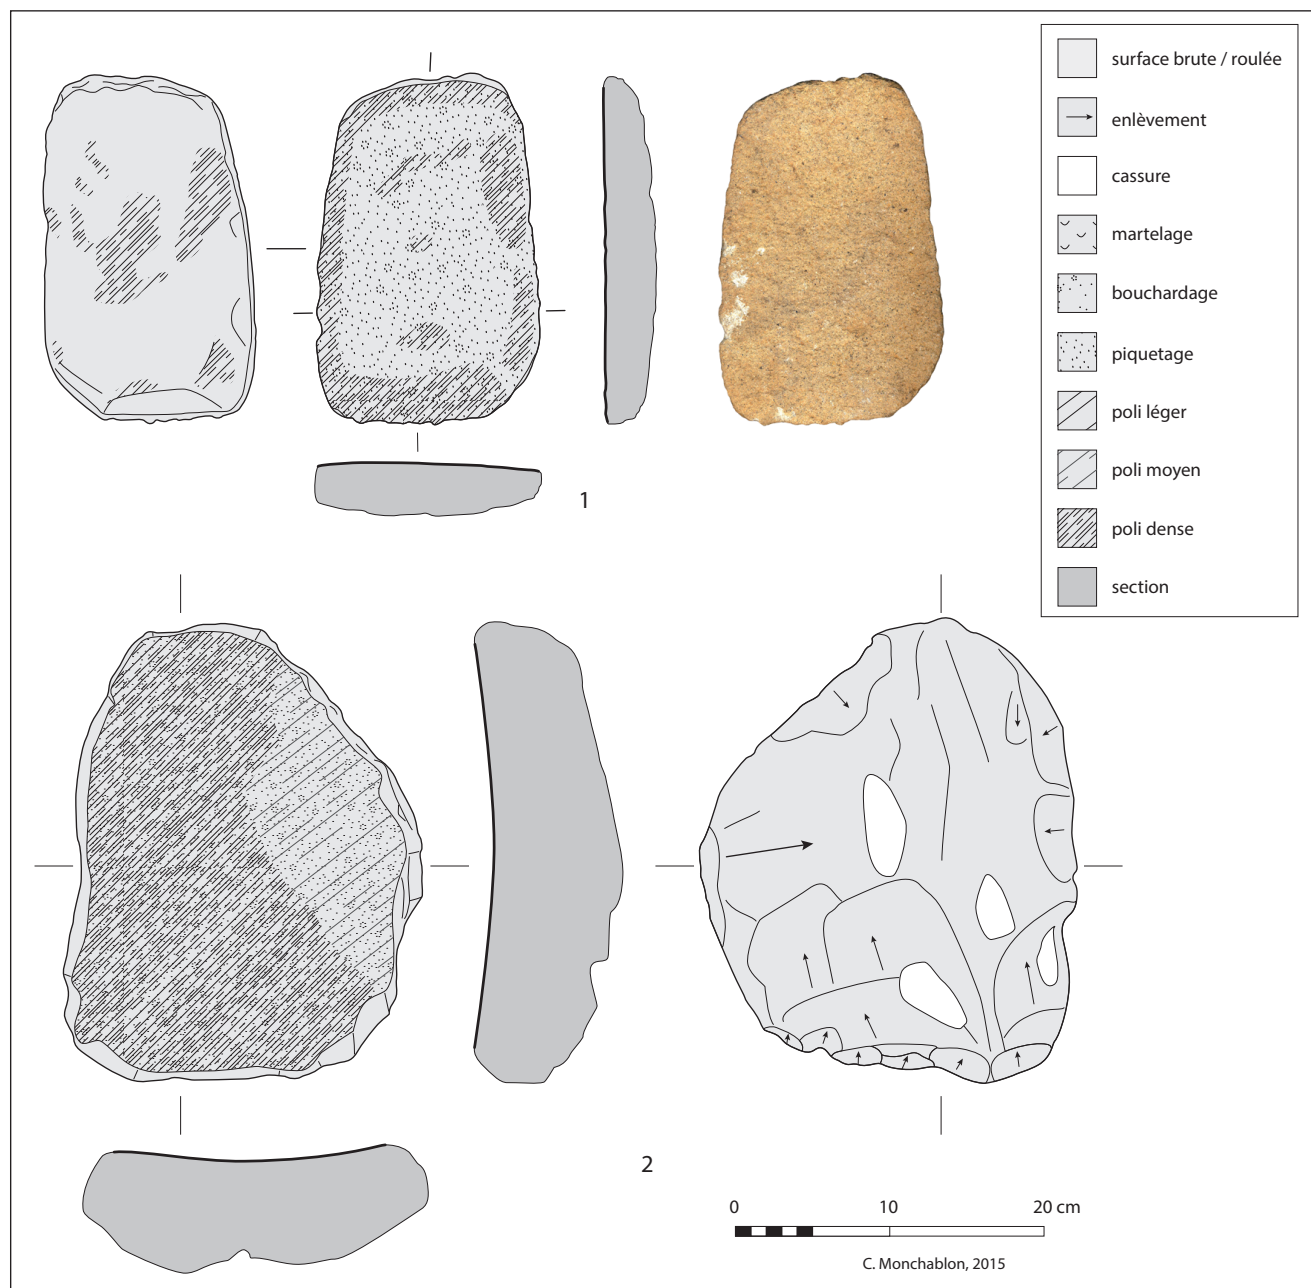 surface brute / roulée
enlèvement
cassure
martelage
bouchardage
piquetage
poli léger
poli moyen
poli dense
section
1
2
0 10 20 cm
C. Monchablon, 2015